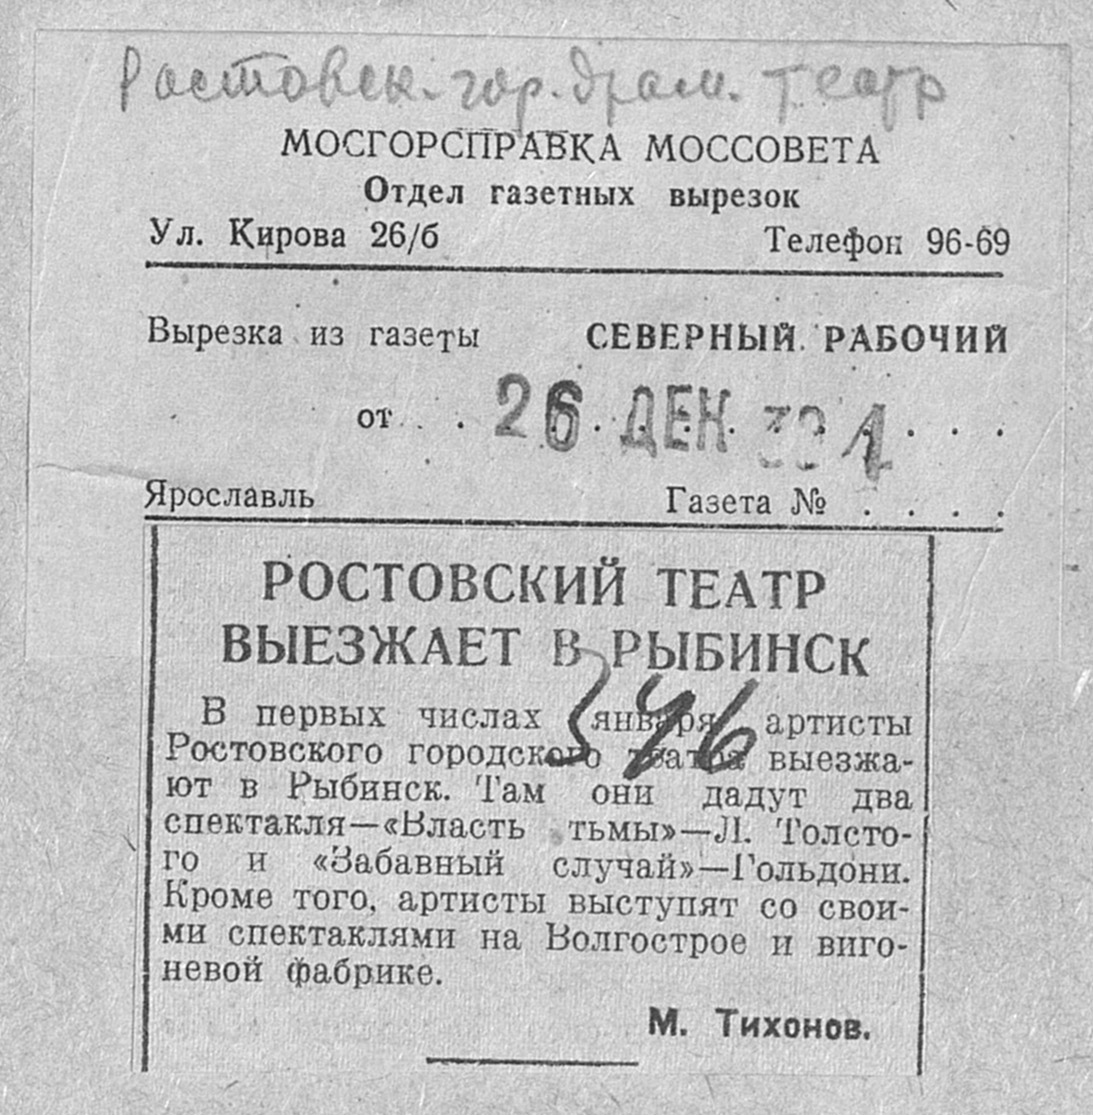 Ростовск. гор. драм. театр
МОСГОРСПРАВКА МОССОВЕТА
Отдел газетных вырезок
Ул. Кирова 26/б Телефон 96-69
Вырезка из газеты СЕВЕРНЫЙ РАБОЧИЙ
от . . 26 ДЕК . . .
Ярославль Газета № . . . .
РОСТОВСКИЙ ТЕАТР
ВЫЕЗЖАЕТ В РЫБИНСК
346
В первых числах января артисты
Ростовского городского театра выезжа-
ют в Рыбинск. Там они дадут два
спектакля—«Власть тьмы»—Л. Толсто-
го и «Забавный случай»—Гольдони.
Кроме того, артисты выступят со свои-
ми спектаклями на Волгострое и виго-
невой фабрике.
М. Тихонов.